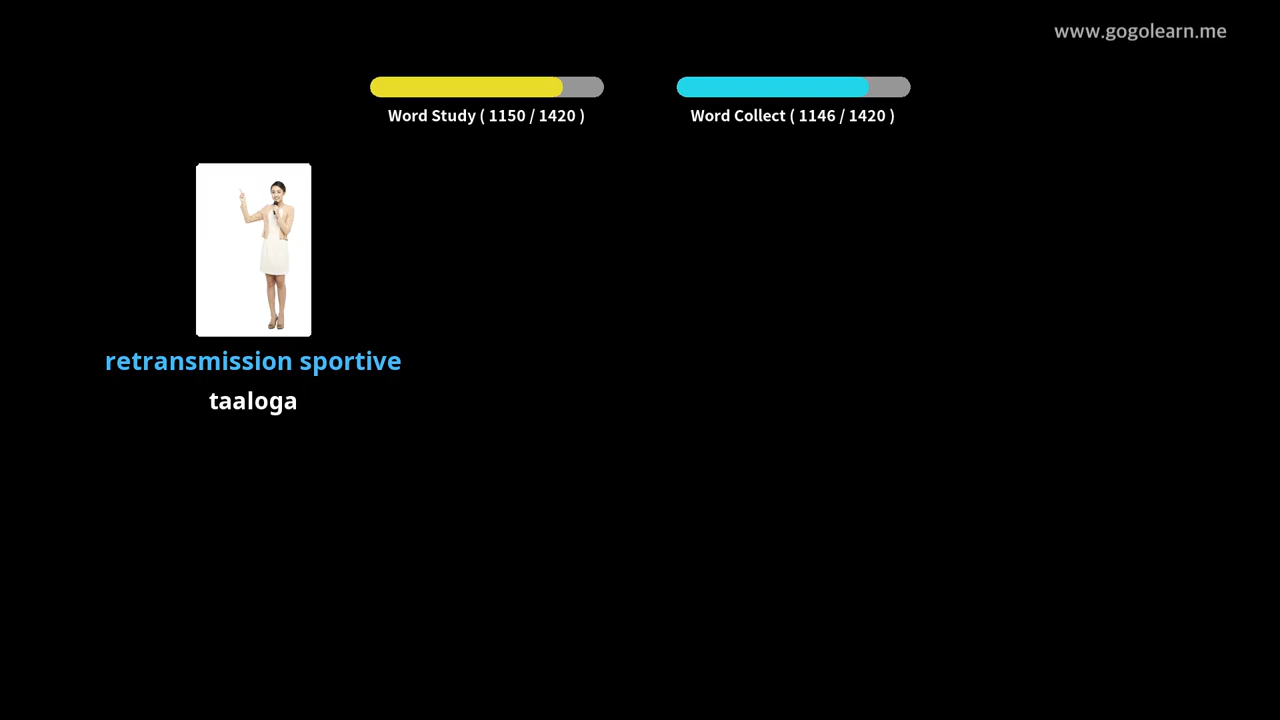 www.gogolearn.me
Word Study ( 1150 / 1420 )
Word Collect ( 1146 / 1420 )
retransmission sportive
taaloga